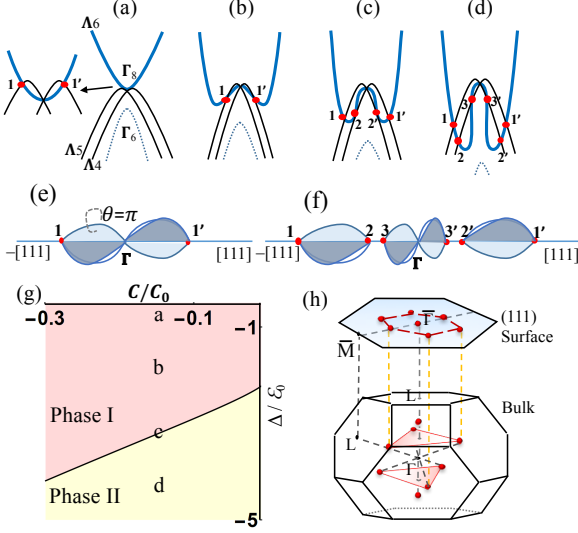 (a)
(b)
(c)
(d)
Λ6
Γ8
1
1'
Γ6
Λ5
Λ4
1
1'
1
2
2'
1'
1
2
3
3'
1'
2'
(e)
θ=π
1
1'
Γ
−[111]
[111]
(f)
1
2
3
3'
2'
1'
Γ
−[111]
[111]
(g)
C/C₀
−0.3
−0.1
a
−1
b
Δ/ℰ₀
Phase I
c
Phase II
d
−5
(h)
Γ̅
(111)
Surface
M̅
L
Bulk
L
Γ